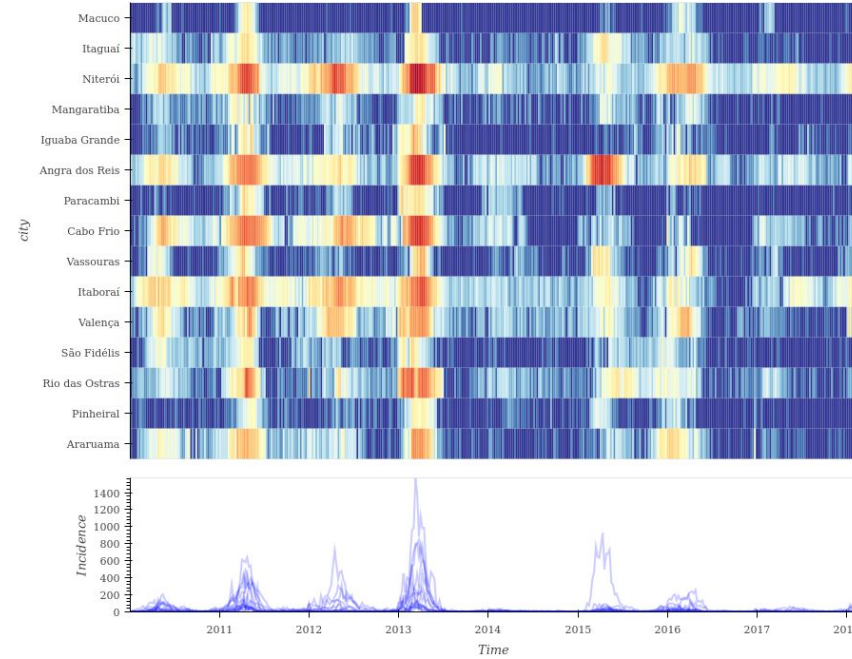 Macuco
Itaguaí
Niterói
Mangaratiba
Iguaba Grande
Angra dos Reis
Paracambi
Cabo Frio
Vassouras
Itaboraí
Valença
São Fidélis
Rio das Ostras
Pinheiral
Araruama
city
1400
1200
1000
800
600
400
200
0
Incidence
2011 2012 2013 2014 2015 2016 2017 201
Time